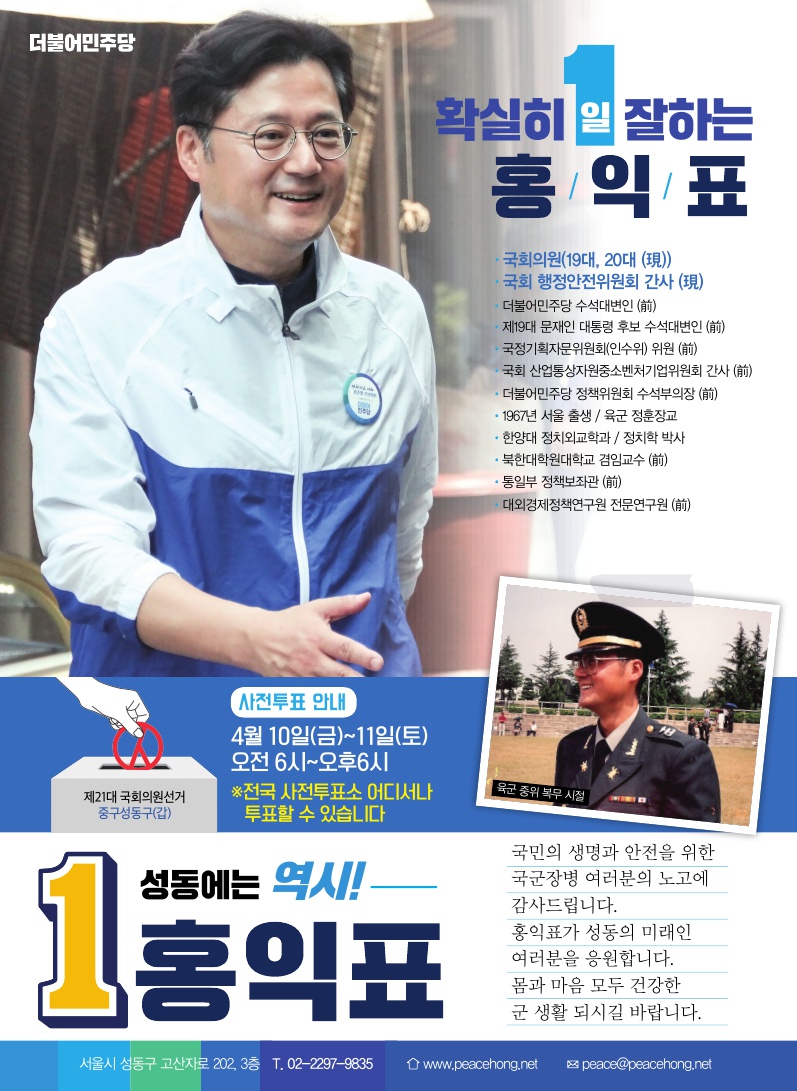 더불어민주당
확실히 1일 잘하는
홍/익/표
· 국회의원(19대, 20대 (現))
· 국회 행정안전위원회 간사 (現)
· 더불어민주당 수석대변인 (前)
· 제19대 문재인 대통령 후보 수석대변인 (前)
· 국정기획자문위원회(인수위) 위원 (前)
· 국회 산업통상자원중소벤처기업위원회 간사 (前)
· 더불어민주당 정책위원회 수석부의장 (前)
· 1967년 서울 출생 / 육군 정훈장교
· 한양대 정치외교학과 / 정치학 박사
· 북한대학원대학교 겸임교수 (前)
· 통일부 정책보좌관 (前)
· 대외경제정책연구원 전문연구원 (前)
민주당
사전투표 안내
4월 10일(금)~11일(토)
오전 6시~오후6시
※전국 사전투표소 어디서나
투표할 수 있습니다
제21대 국회의원선거
중구성동구(갑)
육군 중위 복무 시절
1 성동에는 역시!
홍익표
국민의 생명과 안전을 위한
국군장병 여러분의 노고에
감사드립니다.
홍익표가 성동의 미래인
여러분을 응원합니다.
몸과 마음 모두 건강한
군 생활 되시길 바랍니다.
서울시 성동구 고산자로 202, 3층 T. 02-2297-9835 www.peacehong.net peace@peacehong.net